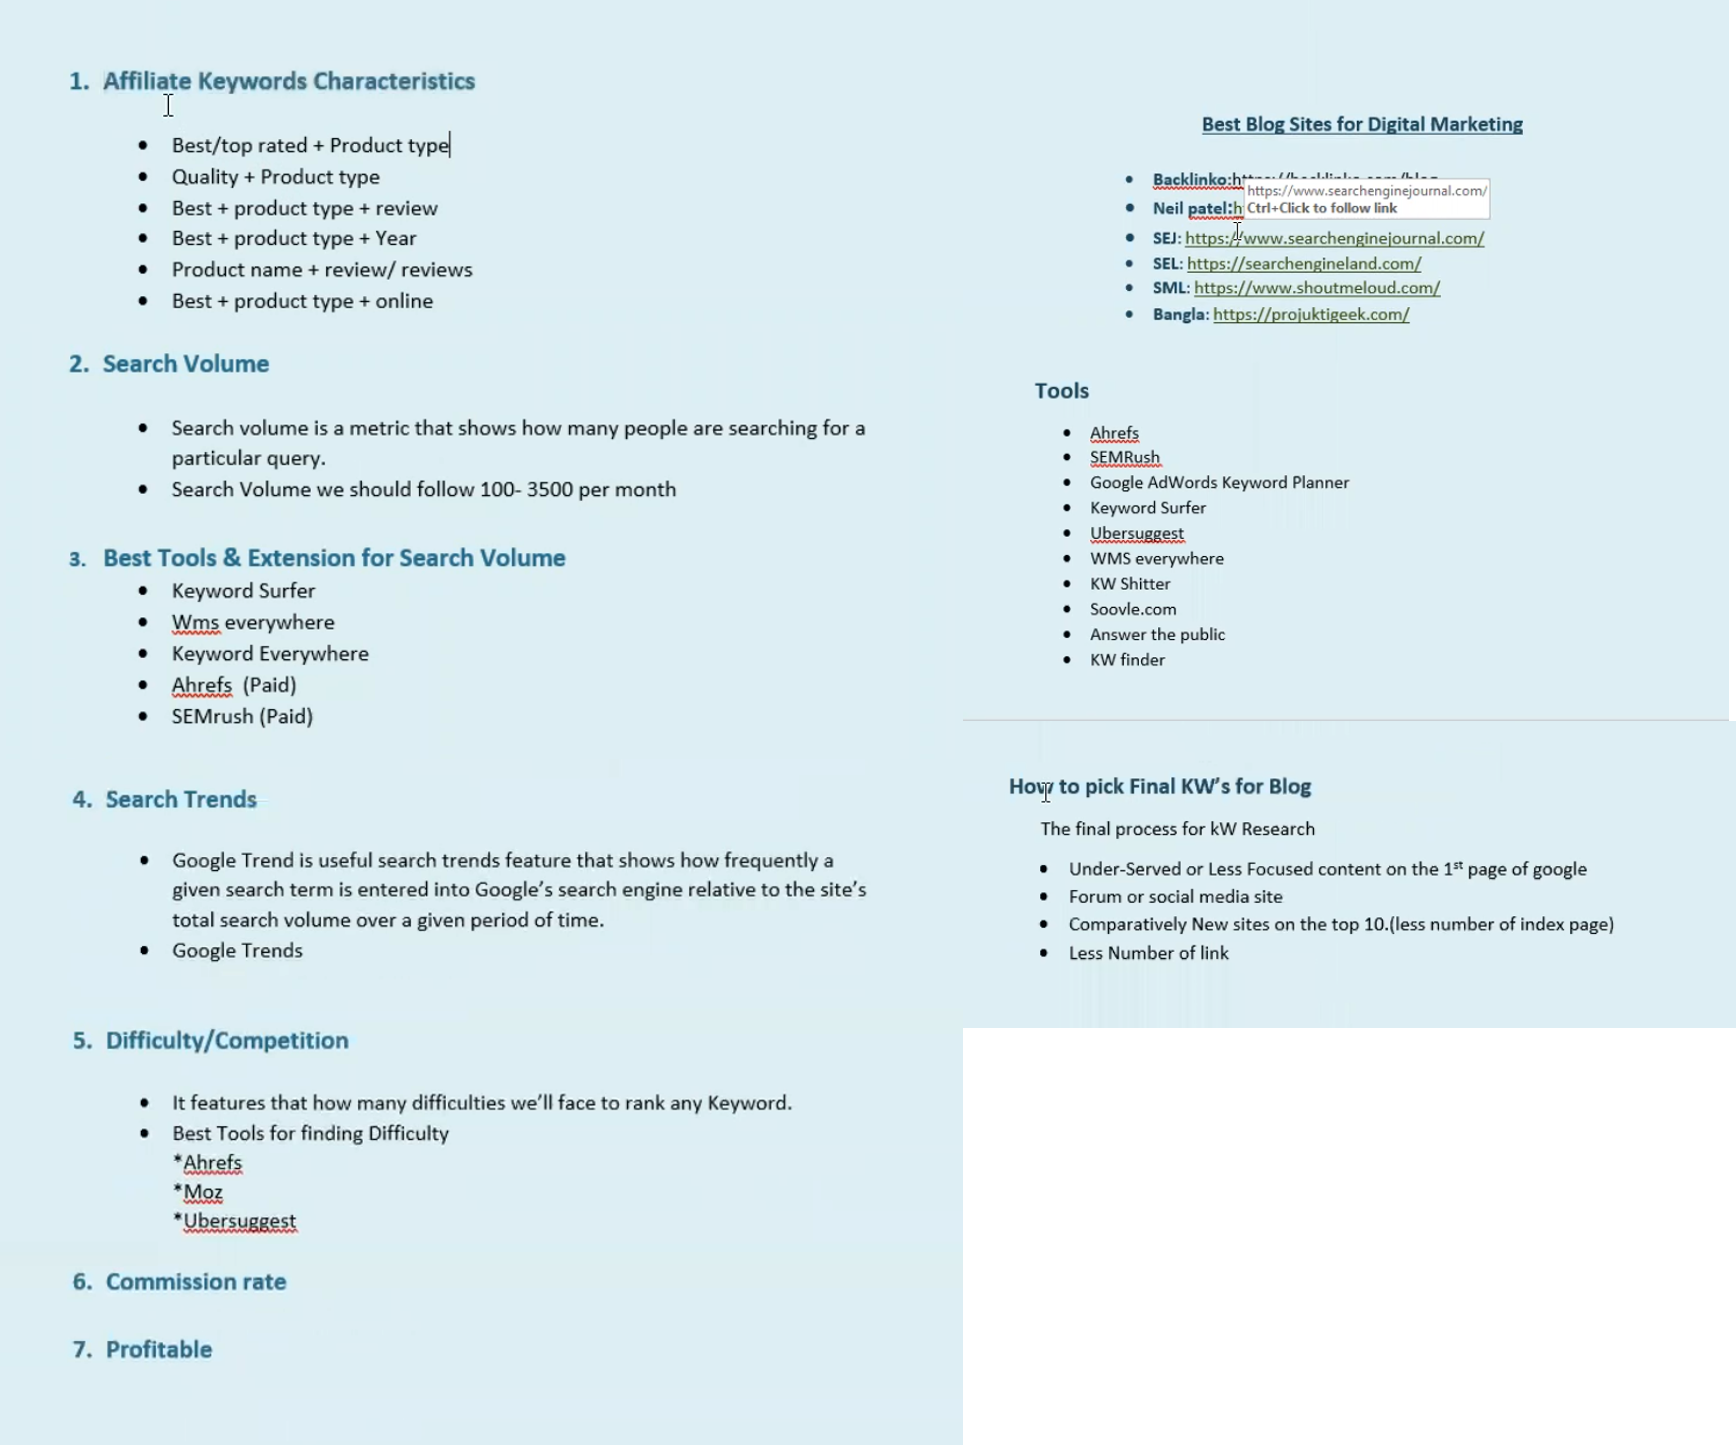 1. Affiliate Keywords Characteristics
• Best/top rated + Product type
• Quality + Product type
• Best + product type + review
• Best + product type + Year
• Product name + review/ reviews
• Best + product type + online
2. Search Volume
• Search volume is a metric that shows how many people are searching for a
particular query.
• Search Volume we should follow 100- 3500 per month
3. Best Tools & Extension for Search Volume
• Keyword Surfer
• Wms everywhere
• Keyword Everywhere
• Ahrefs (Paid)
• SEMrush (Paid)
4. Search Trends
• Google Trend is useful search trends feature that shows how frequently a
given search term is entered into Google’s search engine relative to the site’s
total search volume over a given period of time.
• Google Trends
5. Difficulty/Competition
• It features that how many difficulties we’ll face to rank any Keyword.
• Best Tools for finding Difficulty
*Ahrefs
*Moz
*Ubersuggest
6. Commission rate
7. Profitable
Best Blog Sites for Digital Marketing
• Backlinko:
https://www.searchenginejournal.com/
• Neil patel:
Ctrl+Click to follow link
• SEJ: https://www.searchenginejournal.com/
• SEL: https://searchengineland.com/
• SML: https://www.shoutmeloud.com/
• Bangla: https://projuktigeek.com/
Tools
• Ahrefs
• SEMRush
• Google AdWords Keyword Planner
• Keyword Surfer
• Ubersuggest
• WMS everywhere
• KW Shitter
• Soovle.com
• Answer the public
• KW finder
How to pick Final KW’s for Blog
The final process for kW Research
• Under-Served or Less Focused content on the 1st page of google
• Forum or social media site
• Comparatively New sites on the top 10.(less number of index page)
• Less Number of link